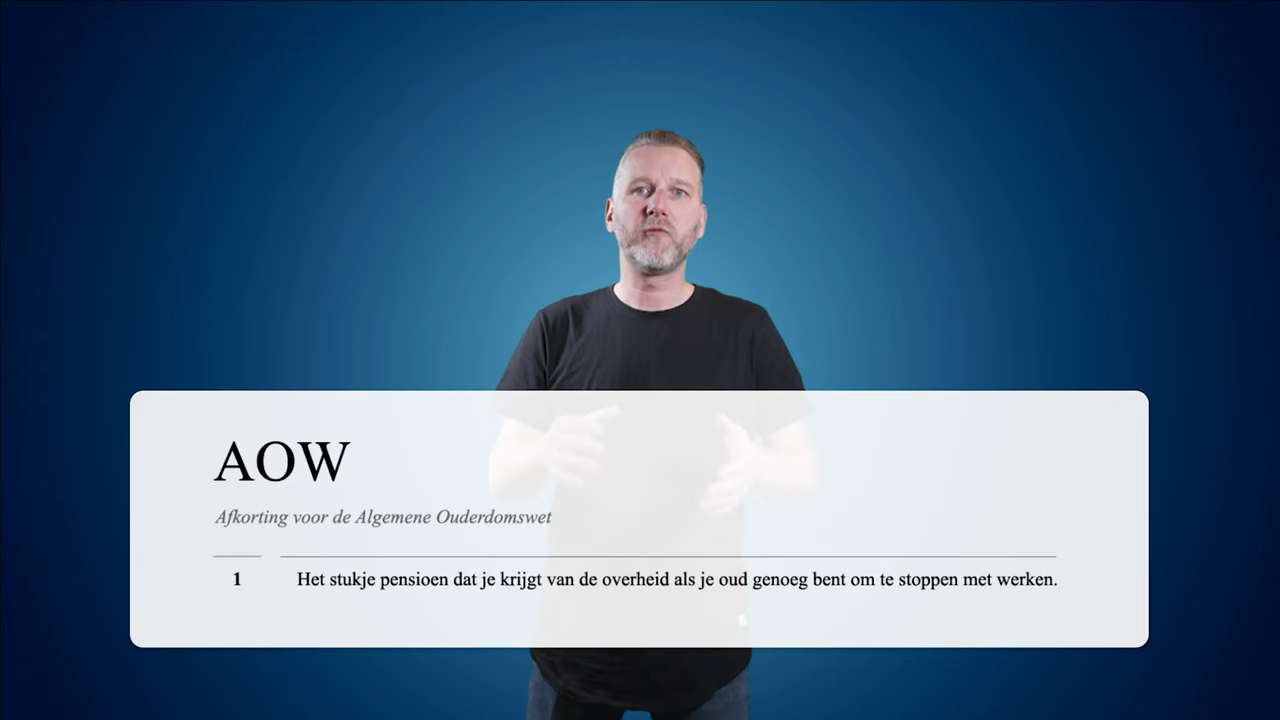 AOW
Afkorting voor de Algemene Ouderdomswet
1 Het stukje pensioen dat je krijgt van de overheid als je oud genoeg bent om te stoppen met werken.